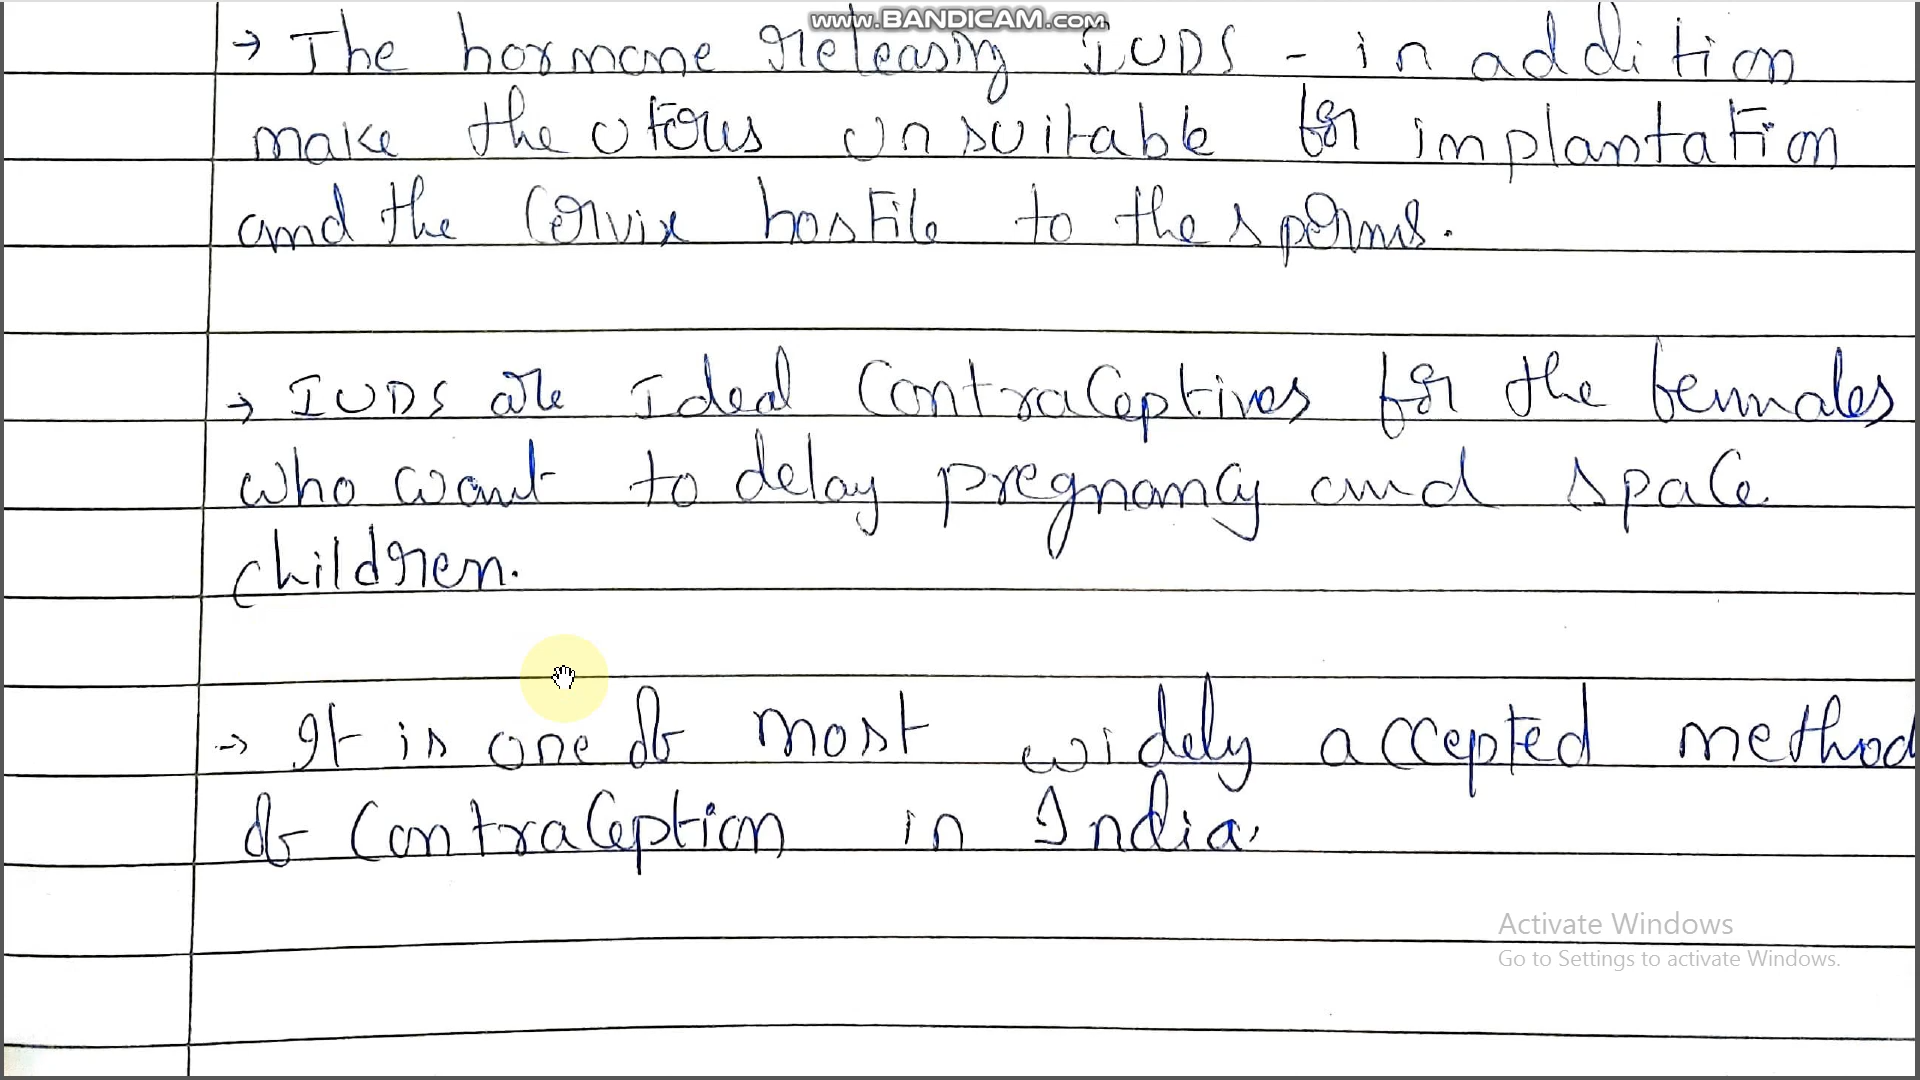 www.BANDICAM.com
→ The hormone releasing IUDS - in addition
make the uterus unsuitable for implantation
and the Cervix hostile to the sperms.
→ IUDS are Ideal Contraceptives for the females
who want to delay pregnancy and space
children.
→ It is one of most widely accepted method
of Contraception in India.
Activate Windows
Go to Settings to activate Windows.